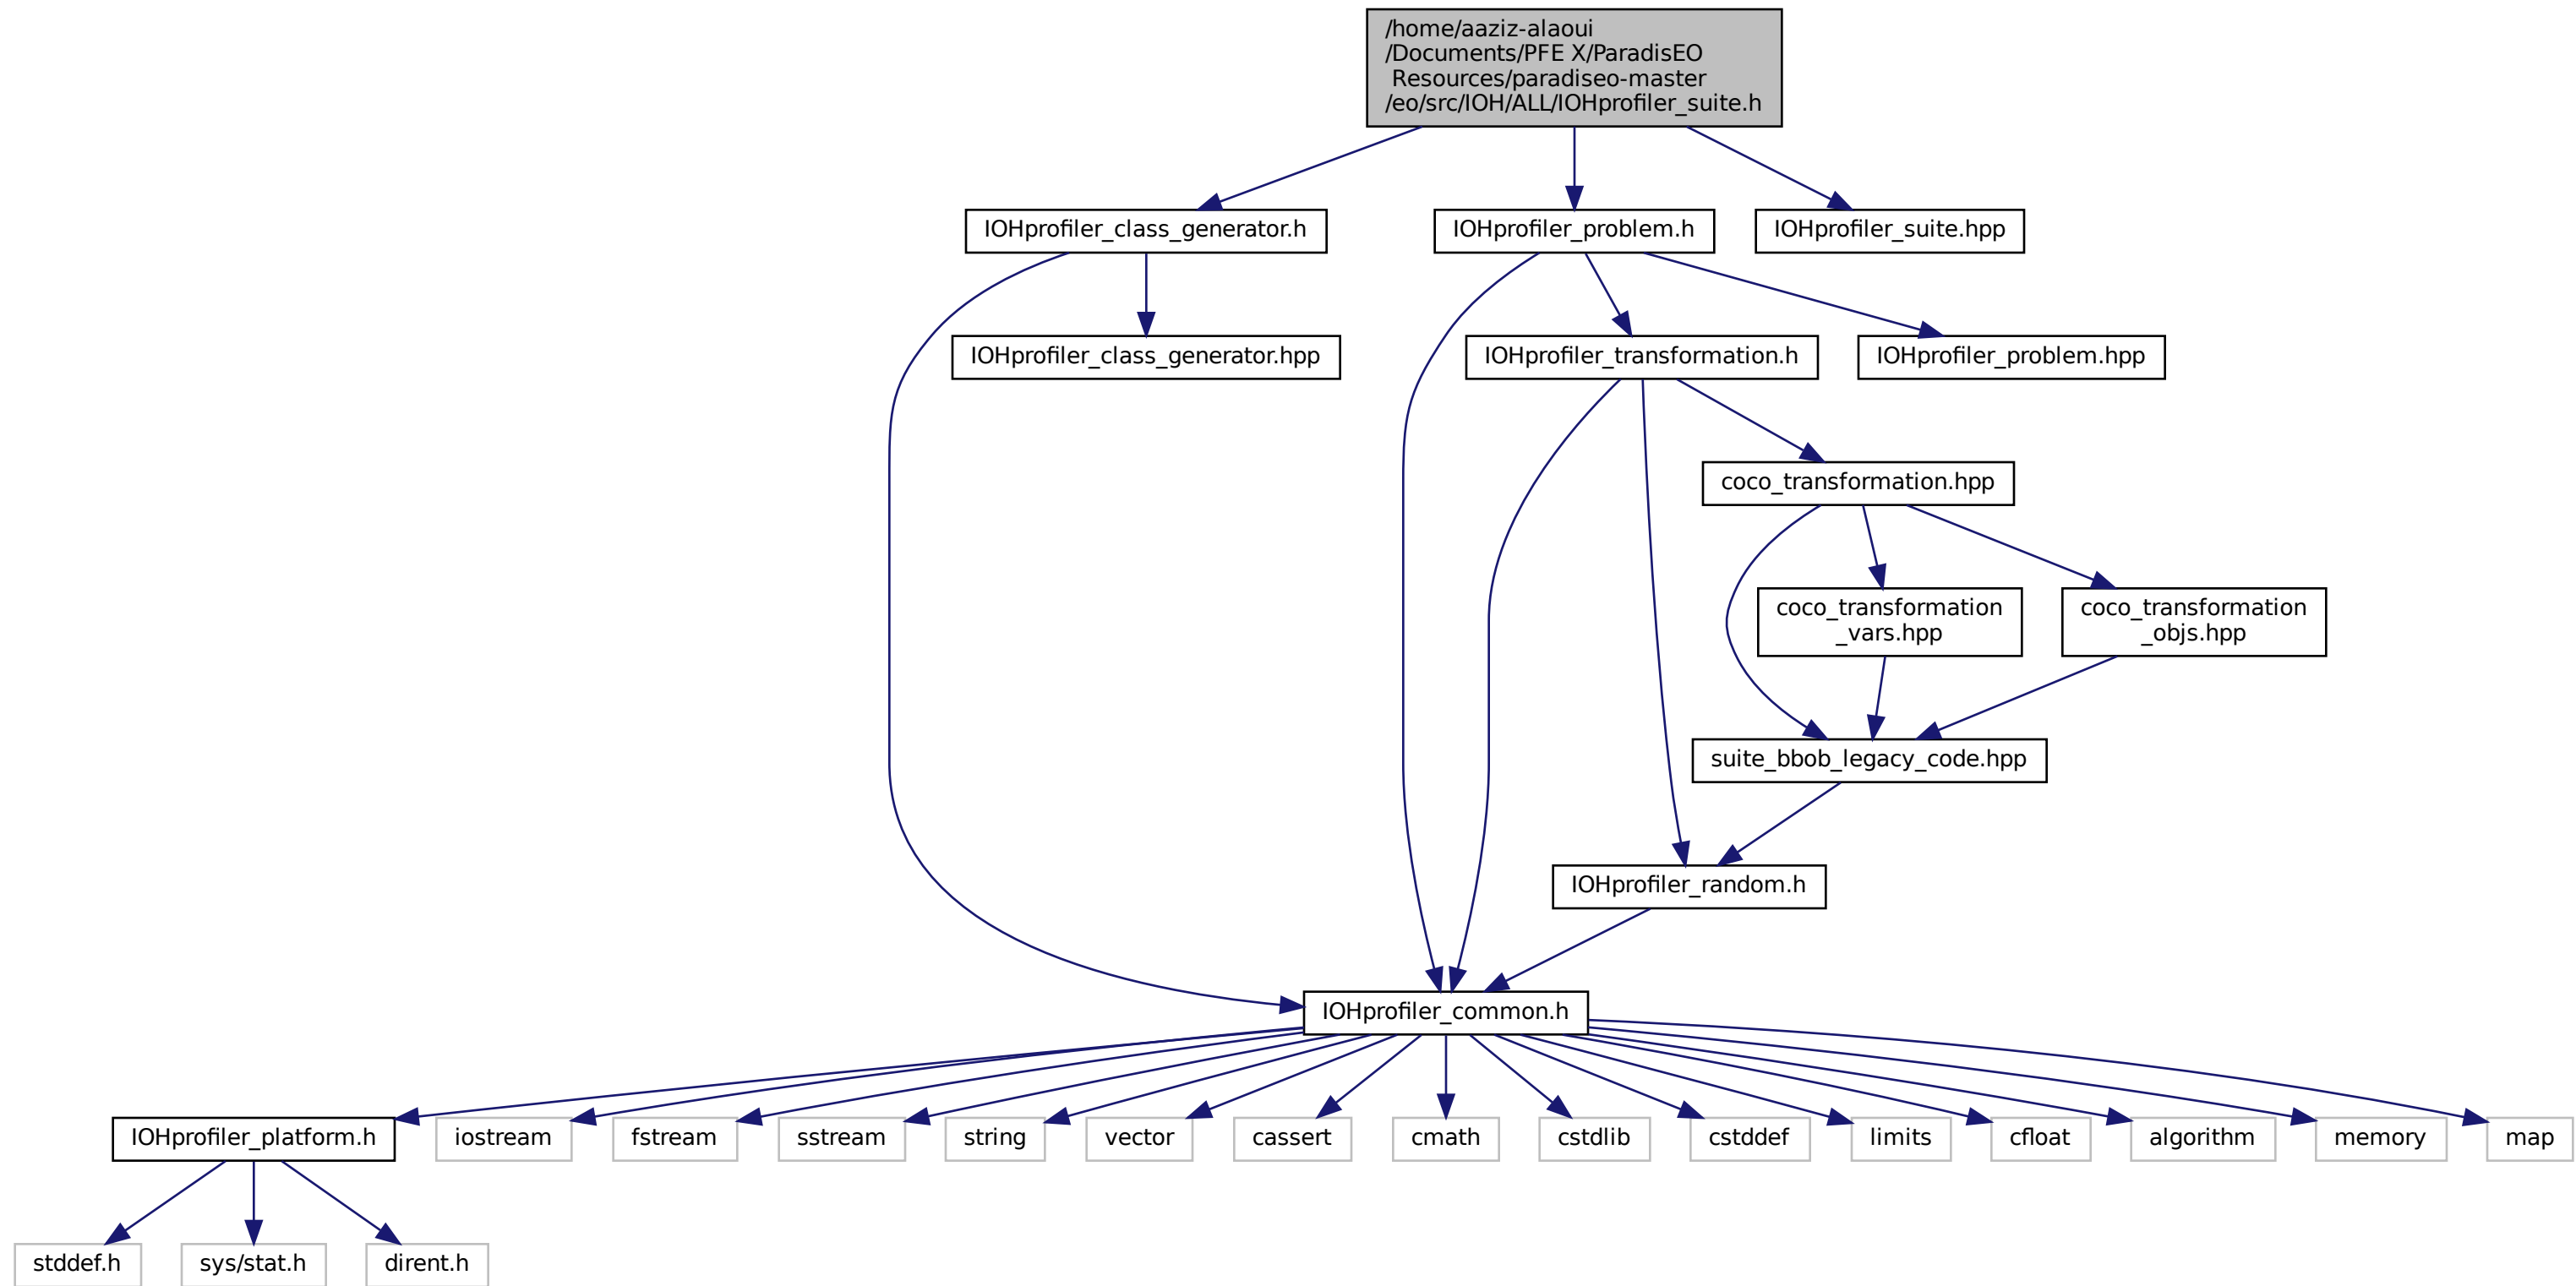 /home/aaziz-alaoui
/Documents/PFE X/ParadisEO
Resources/paradiseo-master
/eo/src/IOH/ALL/IOHprofiler_suite.h
IOHprofiler_class_generator.h
IOHprofiler_problem.h
IOHprofiler_suite.hpp
IOHprofiler_class_generator.hpp
IOHprofiler_transformation.h
IOHprofiler_problem.hpp
coco_transformation.hpp
coco_transformation
_vars.hpp
coco_transformation
_objs.hpp
suite_bbob_legacy_code.hpp
IOHprofiler_random.h
IOHprofiler_common.h
IOHprofiler_platform.h
iostream
fstream
sstream
string
vector
cassert
cmath
cstdlib
cstddef
limits
cfloat
algorithm
memory
map
stddef.h
sys/stat.h
dirent.h